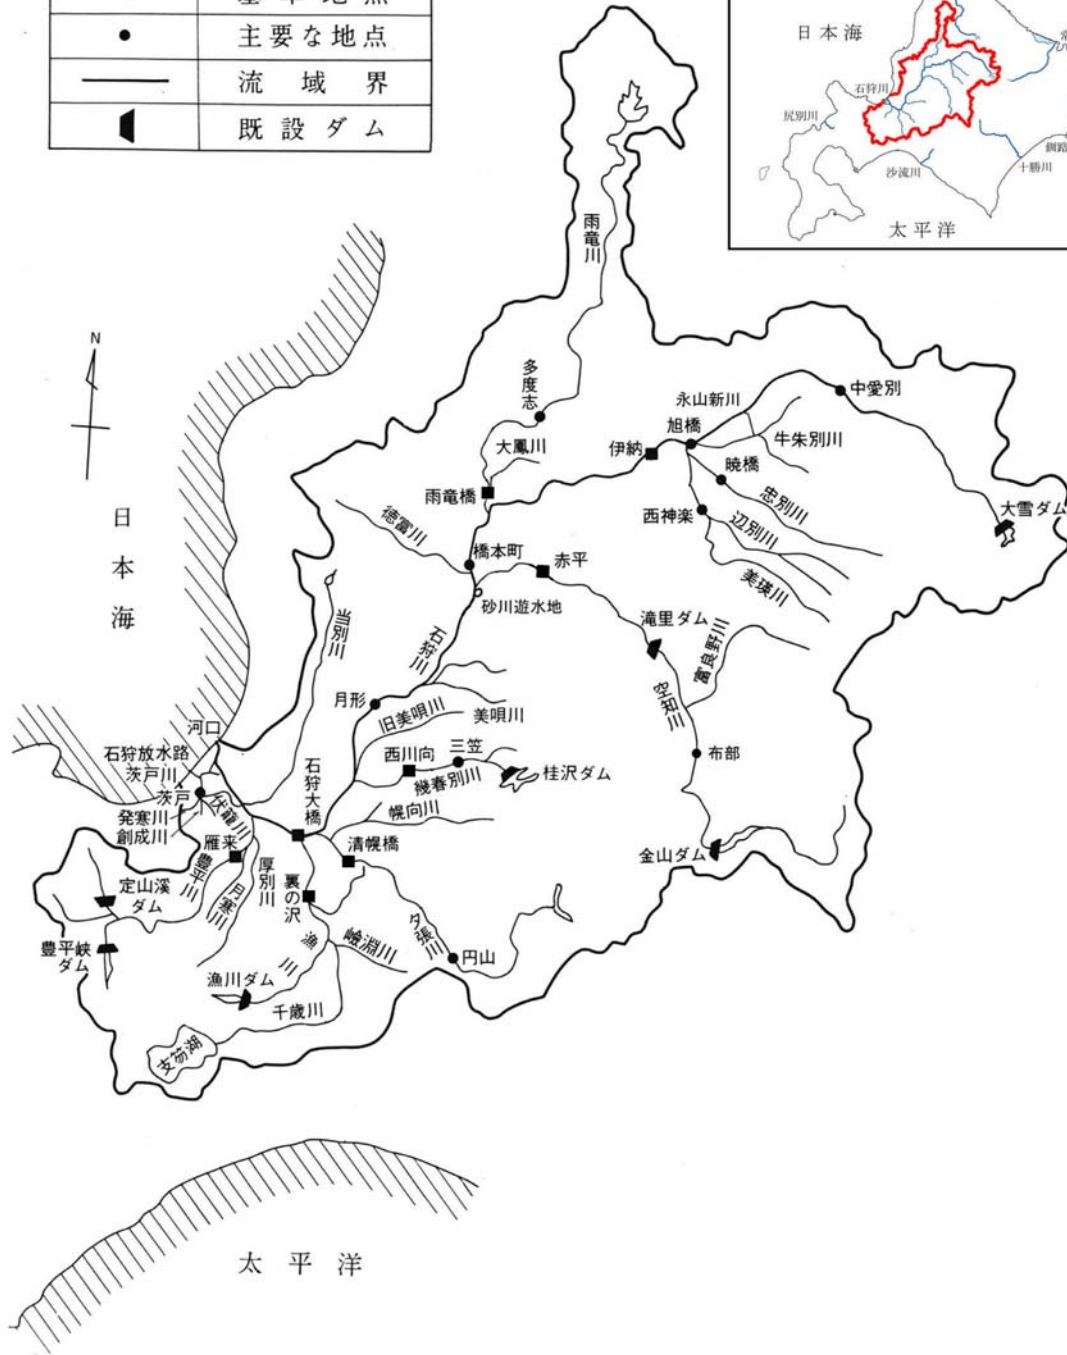 基準地点
主要な地点
流域界
既設ダム
日本海
石狩川
尻別川
沙流川
十勝川
釧路
太平洋
N
雨竜川
多度志
大鳳川
雨竜橋
永山新川
中愛別
旭橋
伊納
牛朱別川
暁橋
忠別川
西神楽
辺別川
大雪ダム
美瑛川
徳富川
橋本町
赤平
砂川遊水地
日本海
当別川
石狩川
滝里ダム
富良野川
空知川
月形
旧美唄川
美唄川
河口
石狩放水路
茨戸川
茨戸
発寒川
創成川
伏籠川
石狩大橋
西川向
三笠
幾春別川
桂沢ダム
布部
幌向川
清幌橋
金山ダム
雁来
豊平川
月寒川
厚別川
裏の沢
定山渓
ダム
豊平峡
ダム
漁川
嶮淵川
夕張川
円山
漁川ダム
千歳川
支笏湖
太平洋